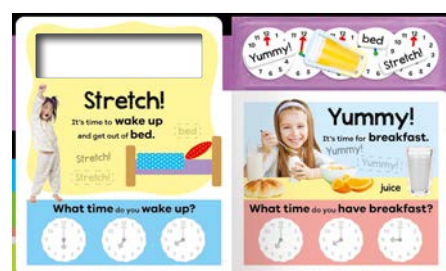 Stretch!
It's time to wake up
and get out of bed.
bed
Stretch!
Stretch!
What time do you wake up?
Yummy!
bed
Stretch!
Yummy!
It's time for breakfast.
Yummy!
Yummy!
juice
What time do you have breakfast?